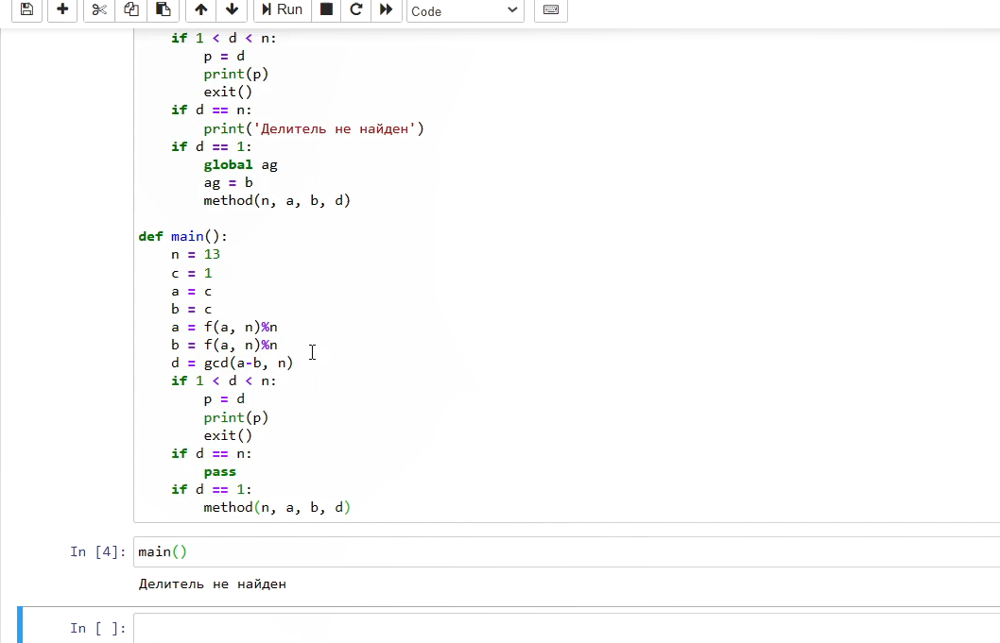 Run Code
    if 1 < d < n:
        p = d
        print(p)
        exit()
    if d == n:
        print('Делитель не найден')
    if d == 1:
        global ag
        ag = b
        method(n, a, b, d)
def main():
    n = 13
    c = 1
    a = c
    b = c
    a = f(a, n)%n
    b = f(a, n)%n
    d = gcd(a-b, n)
    if 1 < d < n:
        p = d
        print(p)
        exit()
    if d == n:
        pass
    if d == 1:
        method(n, a, b, d)
In [4]: main()
Делитель не найден
In [ ]: